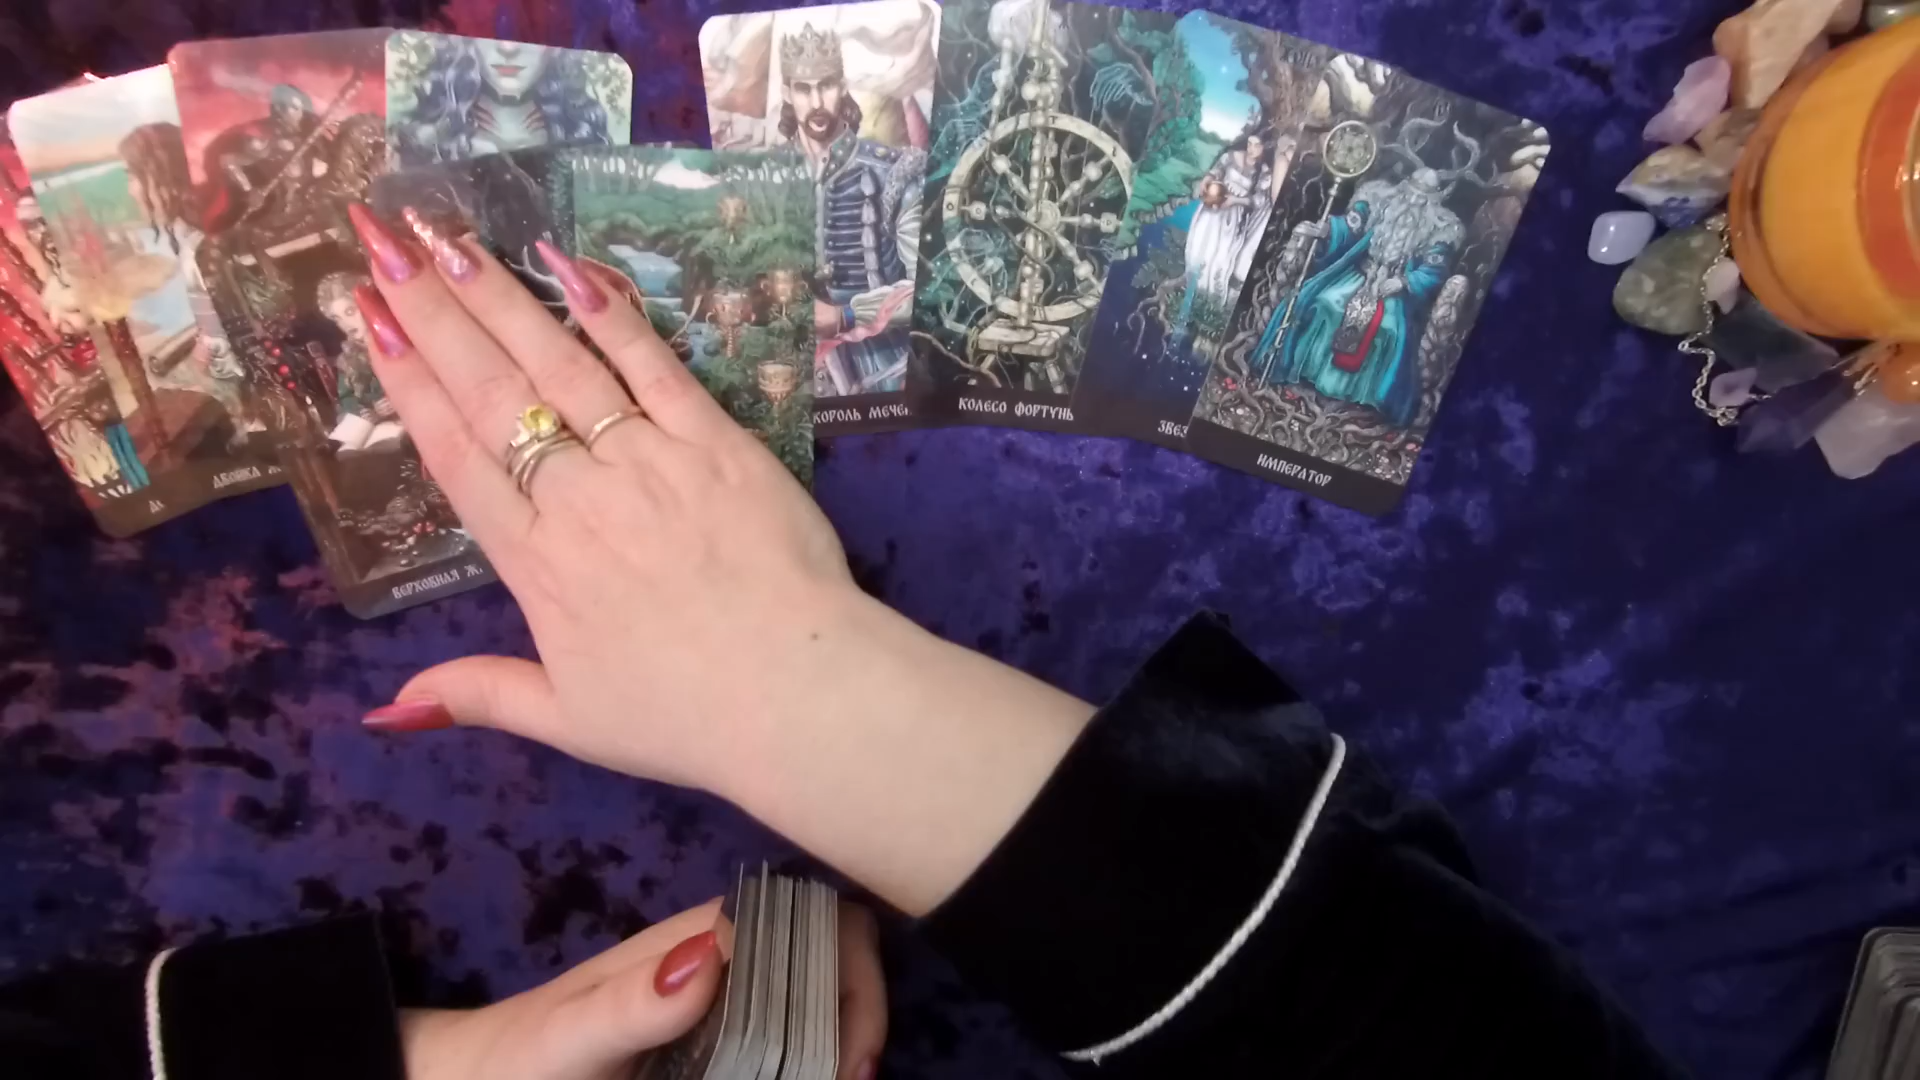 ДВОЙКА Ж
ВЕРХОВНАЯ Ж
КОРОЛЬ МЕЧЕ
КОЛЕСО ФОРТУНЫ
ЗВЕЗ
ИМПЕРАТОР